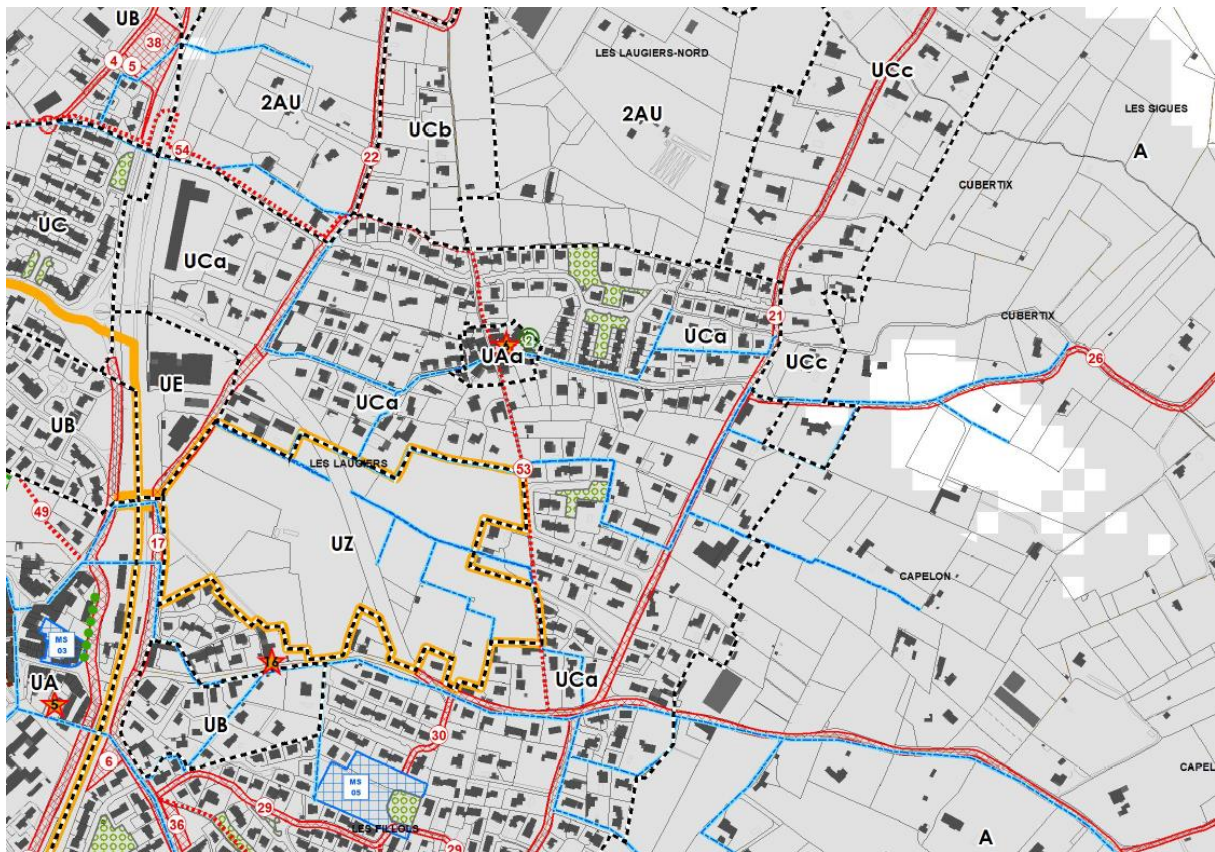 UB
38
4
5
LES LAUGIERS-NORD
UCc
2AU
2AU
LES SIGUES
UCb
54
22
A
CUBERTIX
UC
UCa
21
CUBERTIX
2
UCa
UAa
UCc
26
UE
UCa
UB
LES LAUGIERS
53
49
17
UZ
CAPELON
MS
03
16
UA
UCa
5
UB
30
6
CAPEL
MS
05
29
36
LES FILLOLS
29
A